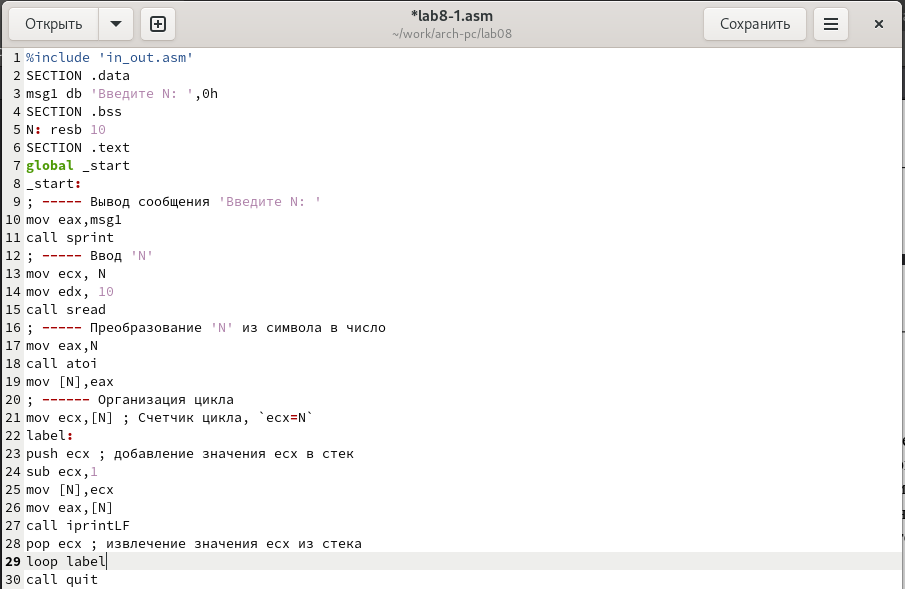 Открыть
*lab8-1.asm
~/work/arch-pc/lab08
Сохранить
1 %include 'in_out.asm'
2 SECTION .data
3 msg1 db 'Введите N: ',0h
4 SECTION .bss
5 N: resb 10
6 SECTION .text
7 global _start
8 _start:
9 ; ----- Вывод сообщения 'Введите N: '
10 mov eax,msg1
11 call sprint
12 ; ----- Ввод 'N'
13 mov ecx, N
14 mov edx, 10
15 call sread
16 ; ----- Преобразование 'N' из символа в число
17 mov eax,N
18 call atoi
19 mov [N],eax
20 ; ------ Организация цикла
21 mov ecx,[N] ; Счетчик цикла, `ecx=N`
22 label:
23 push ecx ; добавление значения ecx в стек
24 sub ecx,1
25 mov [N],ecx
26 mov eax,[N]
27 call iprintLF
28 pop ecx ; извлечение значения ecx из стека
29 loop label
30 call quit